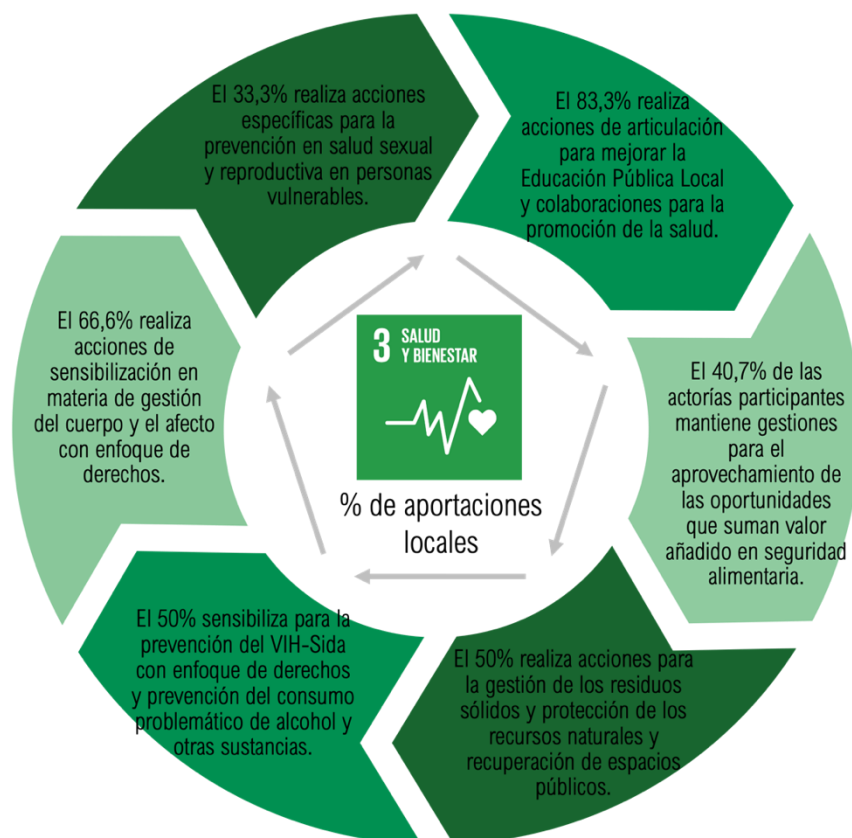 El 33,3% realiza acciones
específicas para la
prevención en salud sexual
y reproductiva en personas
vulnerables.
El 83,3% realiza
acciones de articulación
para mejorar la
Educación Pública Local
y colaboraciones para la
promoción de la salud.
El 40,7% de las
actorías participantes
mantiene gestiones
para el
aprovechamiento de
las oportunidades
que suman valor
añadido en seguridad
alimentaria.
El 50% realiza acciones para
la gestión de los residuos
sólidos y protección de los
recursos naturales y
recuperación de espacios
públicos.
El 50% sensibiliza para la
prevención del VIH-Sida
con enfoque de derechos
y prevención del consumo
problemático de alcohol y
otras sustancias.
El 66,6% realiza
acciones de
sensibilización en
materia de gestión
del cuerpo y el afecto
con enfoque de
derechos.
3 SALUD
Y BIENESTAR
% de aportaciones
locales